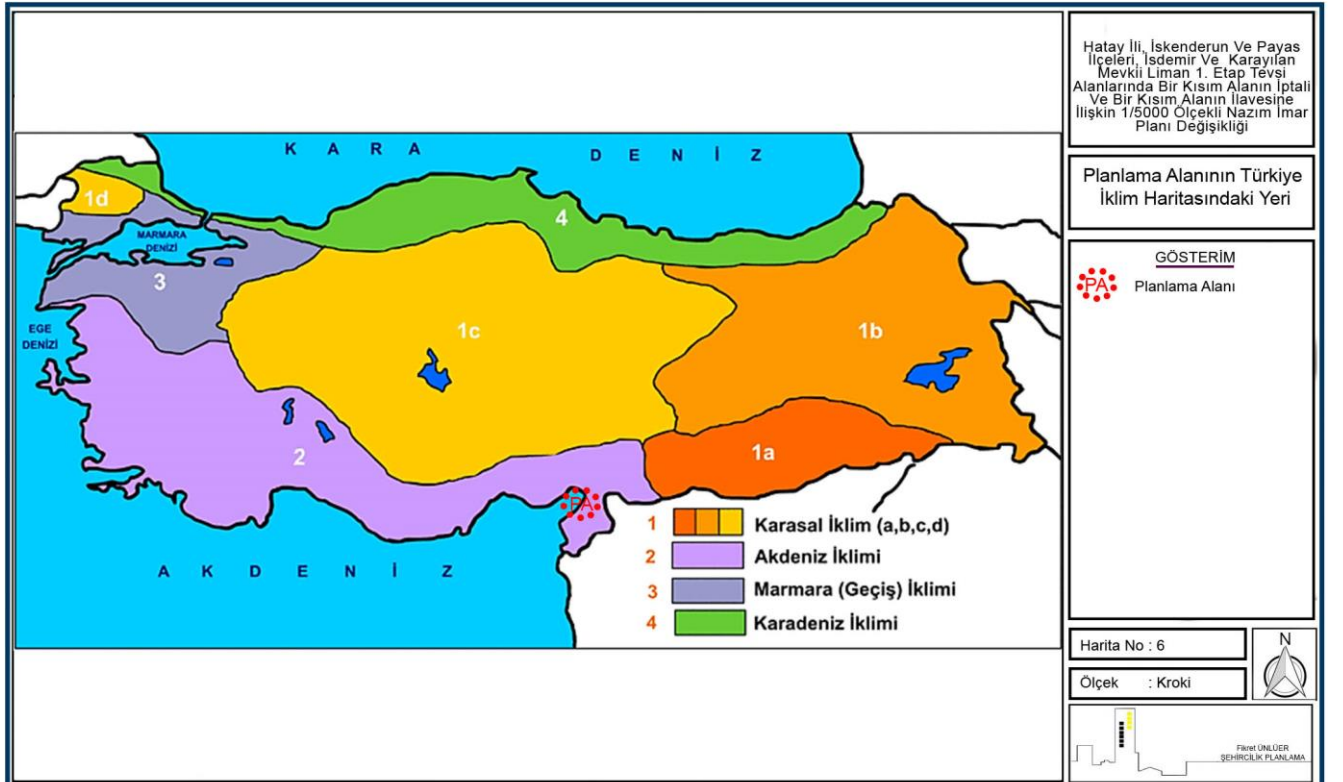 K A R A D E N İ Z
1d
MARMARA
DENİZİ
4
3
EGE
DENİZİ
1c
1b
2
1a
PA
A K D E N İ Z
1 Karasal İklim (a,b,c,d)
2 Akdeniz İklimi
3 Marmara (Geçiş) İklimi
4 Karadeniz İklimi
Hatay İli, İskenderun Ve Payas
İlçeleri, İsdemir Ve Karayılan
Mevkii Liman 1. Etap Tevsi
Alanlarında Bir Kısım Alanın İptali
Ve Bir Kısım Alanın İlavesine
İlişkin 1/5000 Ölçekli Nazım İmar
Planı Değişikliği
Planlama Alanının Türkiye
İklim Haritasındaki Yeri
GÖSTERİM
PA Planlama Alanı
Harita No : 6
Ölçek : Kroki
N
Fikret ÜNLÜER
ŞEHİRCİLİK PLANLAMA